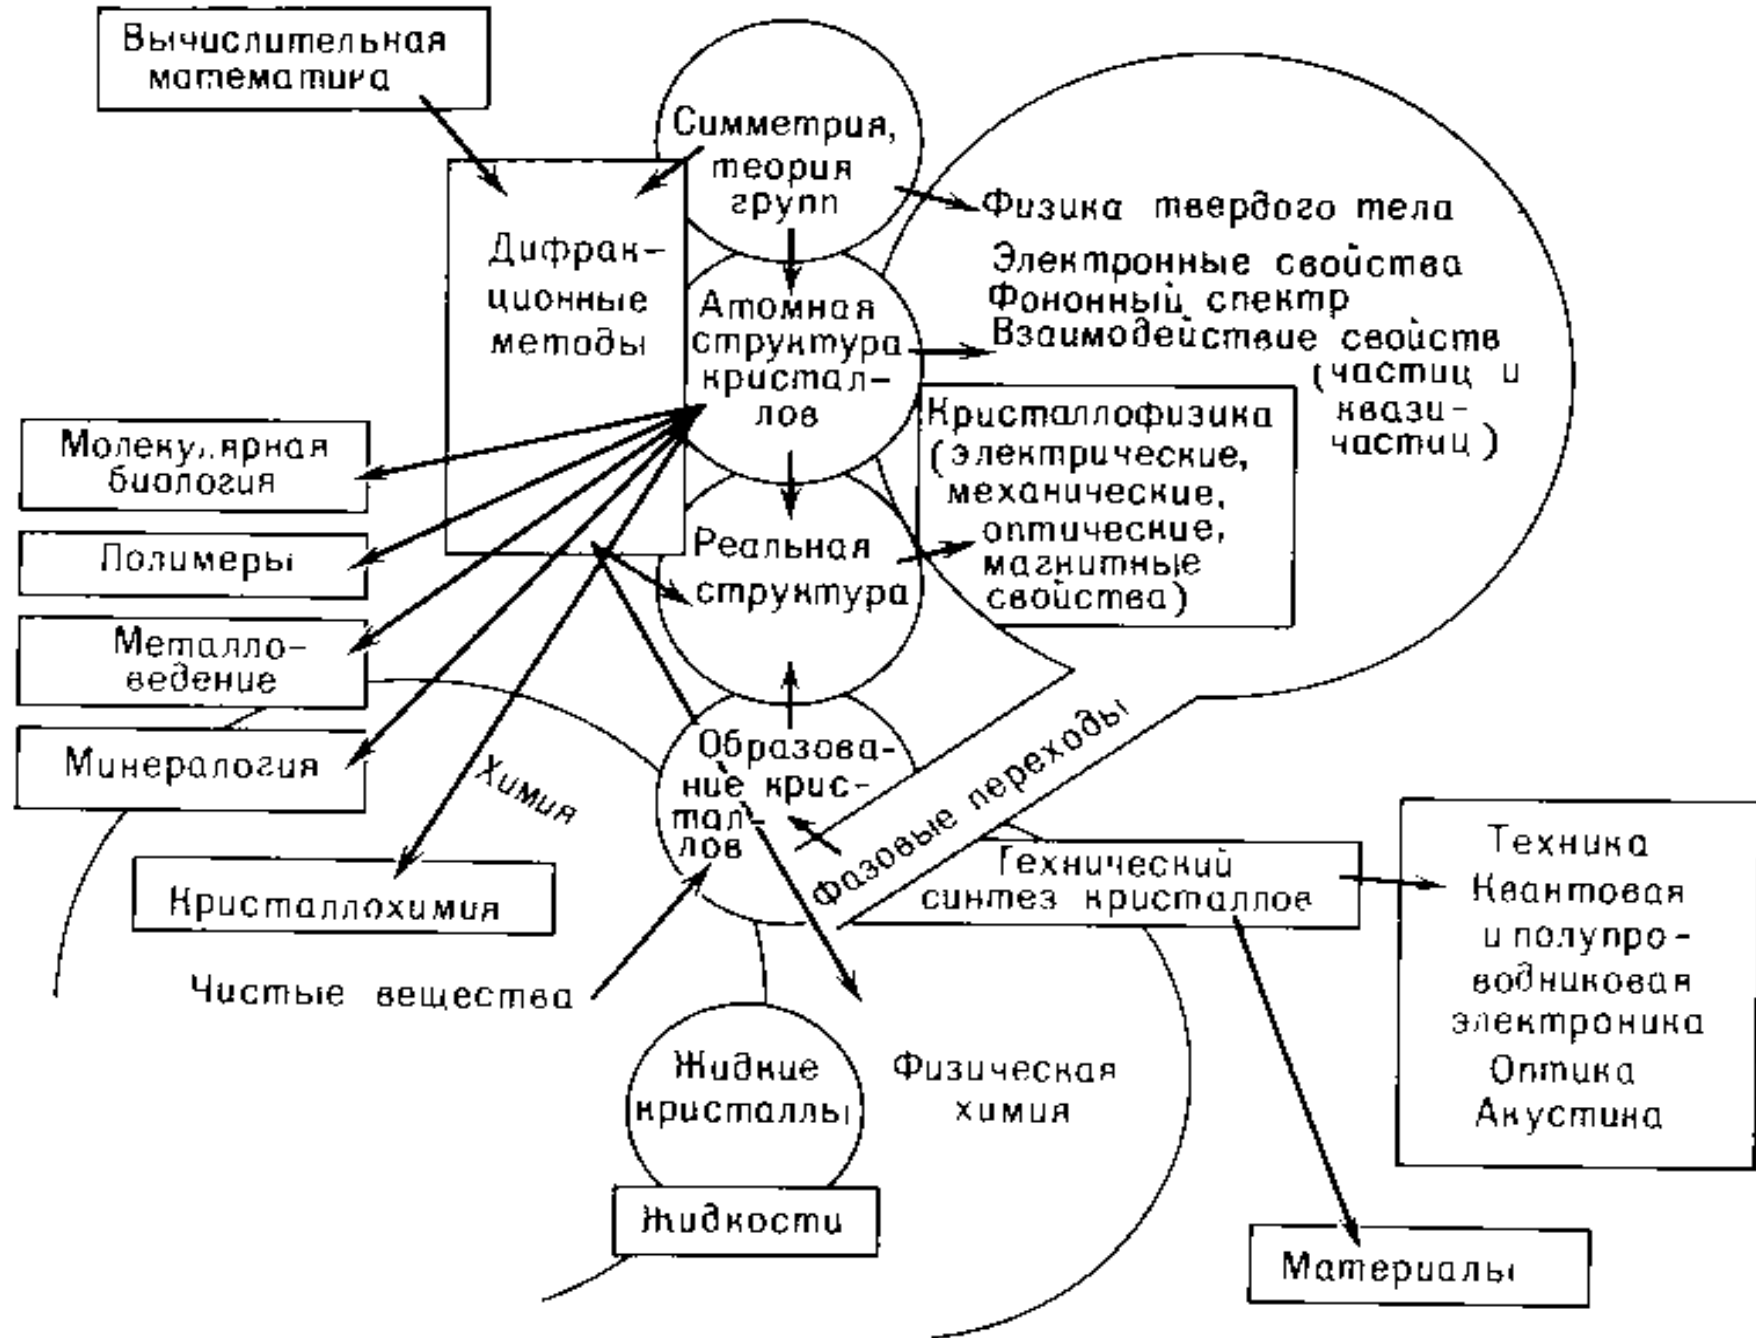 Вычислительная
математика
Симметрия,
теория
групп
Дифрак-
ционные
методы
Атомная
структура
кристал-
лов
Физика твердого тела
Электронные свойства
Фононный спектр
Взаимодействие свойств
(частиц и
квази-
частиц)
Кристаллофизика
(электрические,
механические,
оптические,
магнитные
свойства)
Молекулярная
биология
Полимеры
Металло-
ведение
Минералогия
Реальная
структура
Химия
Образова-
ние крис-
тал-
лов
Фазовые переходы
Кристаллохимия
Чистые вещества
Технический
синтез кристаллов
Техника
Квантовая
и полупро-
водниковая
электроника
Оптика
Акустика
Жидкие
кристаллы
Физическая
химия
Жидкости
Материалы